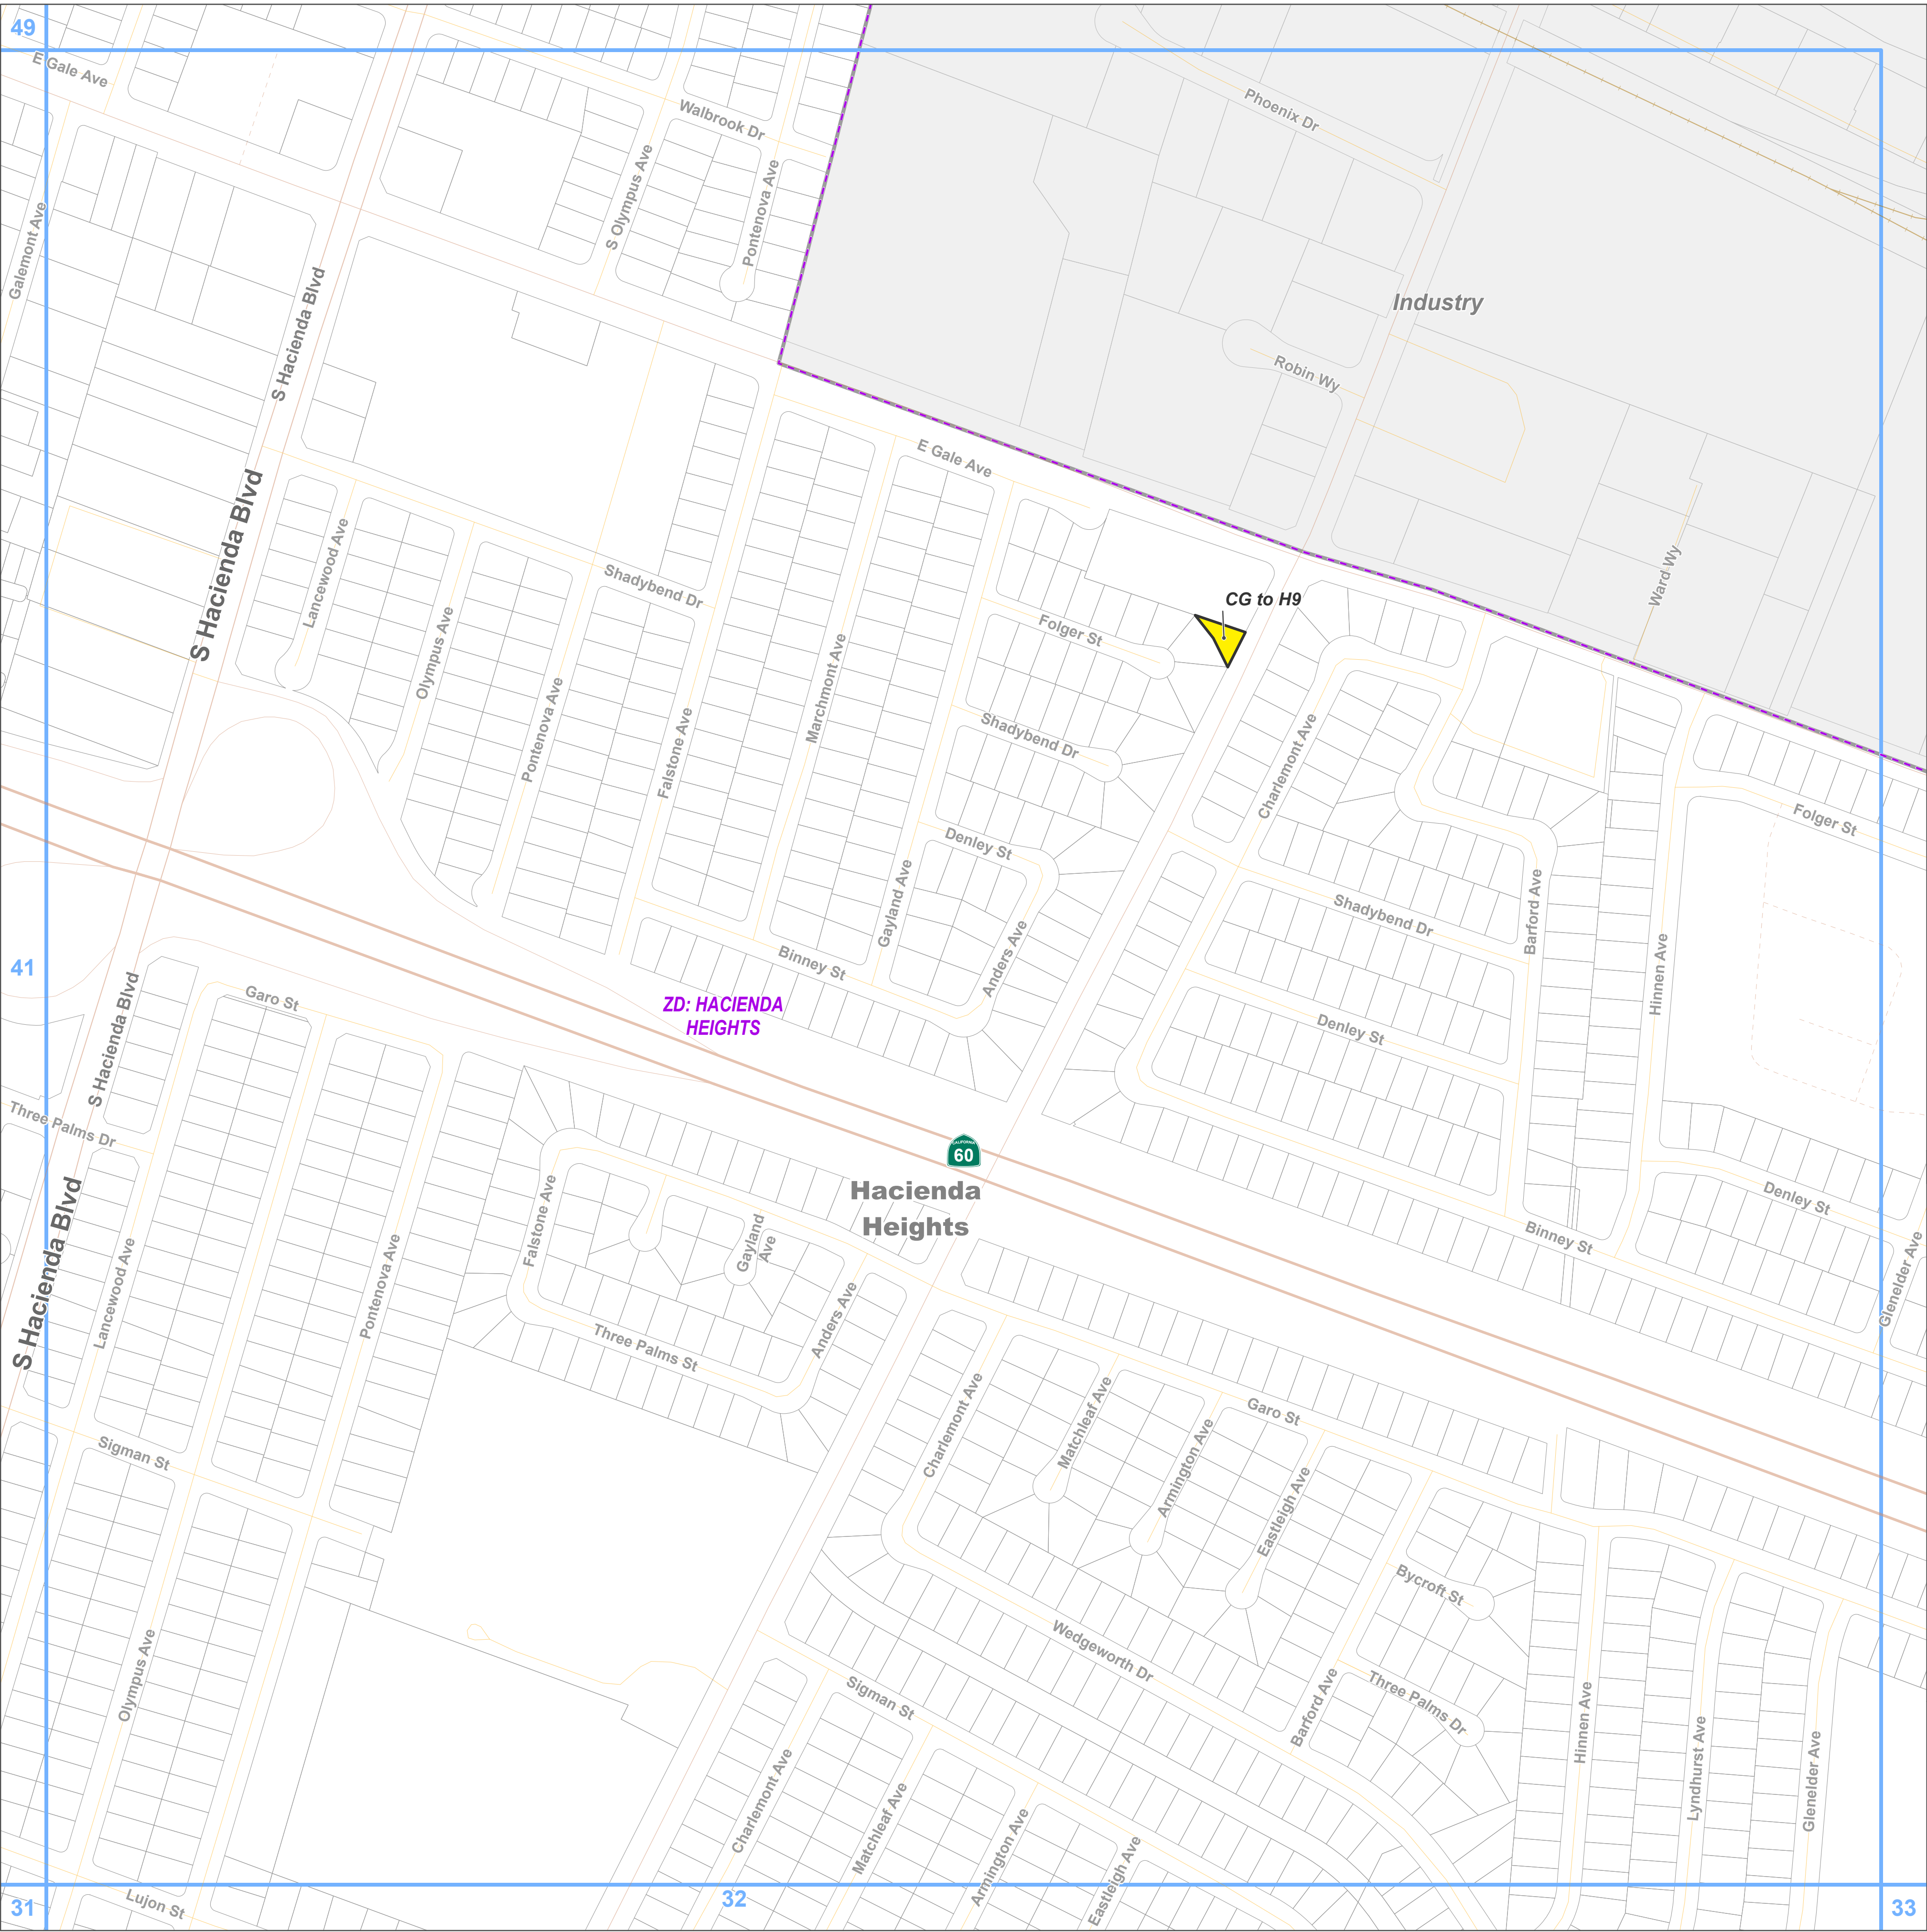 49
E Gale Ave
Walbrook Dr
Phoenix Dr
S Olympus Ave
Pontenova Ave
Galemont Ave
S Hacienda Blvd
Industry
Robin Wy
E Gale Ave
S Hacienda Blvd
Lancewood Ave
Shadybend Dr
Ward Wy
CG to H9
Olympus Ave
Folger St
Marchmont Ave
Pontenova Ave
Falstone Ave
Shadybend Dr
Charlemont Ave
Folger St
Denley St
Gayland Ave
Barford Ave
Shadybend Dr
Anders Ave
Hinnen Ave
Binney St
41
ZD: HACIENDA
HEIGHTS
Garo St
S Hacienda Blvd
Denley St
Three Palms Dr
CALIFORNIA
60
Hacienda
Heights
Denley St
Falstone Ave
Gayland
Ave
Binney St
Glenelder Ave
S Hacienda Blvd
Lancewood Ave
Pontenova Ave
Anders Ave
Three Palms St
Charlemont Ave
Matchleaf Ave
Garo St
Armington Ave
Sigman St
Eastleigh Ave
Bycroft St
Wedgeworth Dr
Olympus Ave
Sigman St
Barford Ave
Three Palms Dr
Hinnen Ave
Lyndhurst Ave
Glenelder Ave
Charlemont Ave
Matchleaf Ave
Armington Ave
Eastleigh Ave
31
Lujon St
32
33